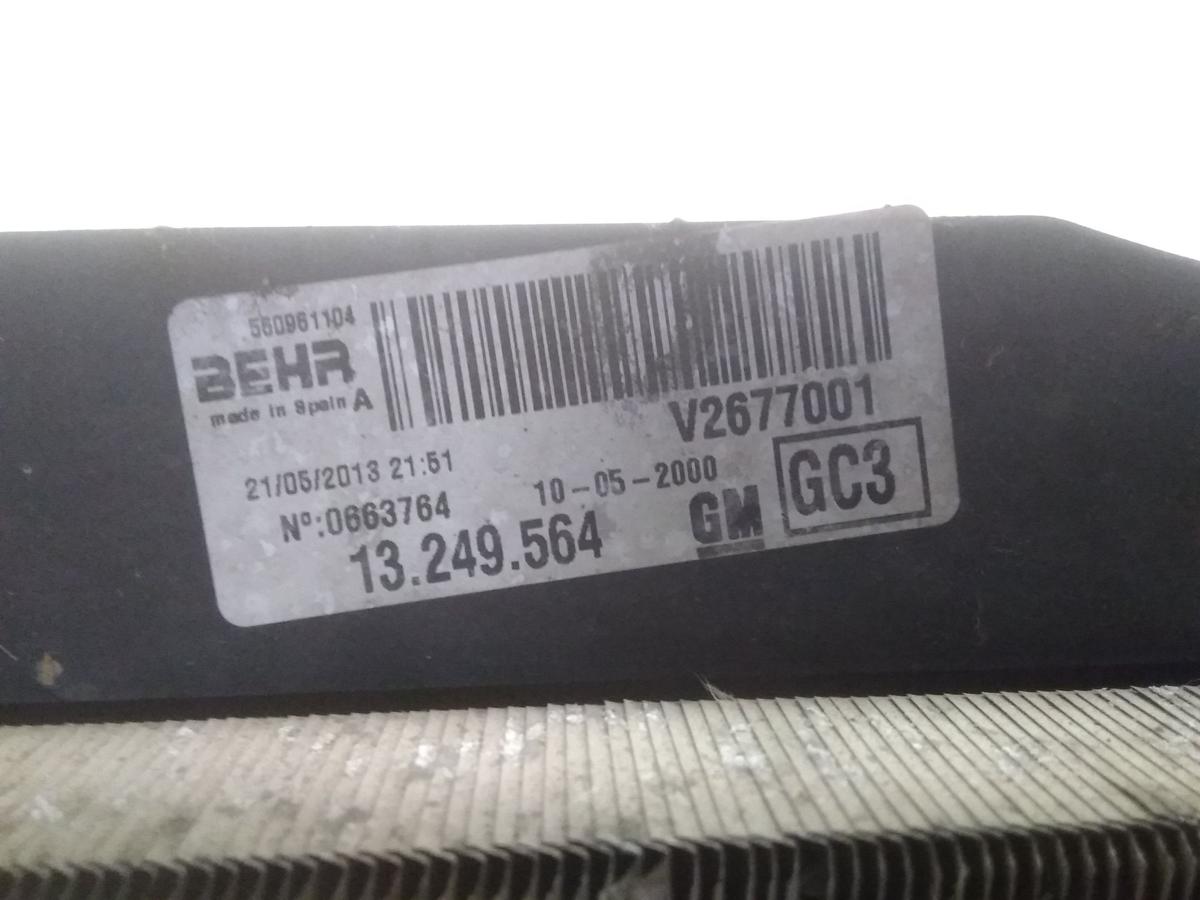 560961104
BEHR
made in Spain A
V2677001
21/05/2013 21:51
10-05-2000
GC3
Nº:0663764
GM
13.249.564